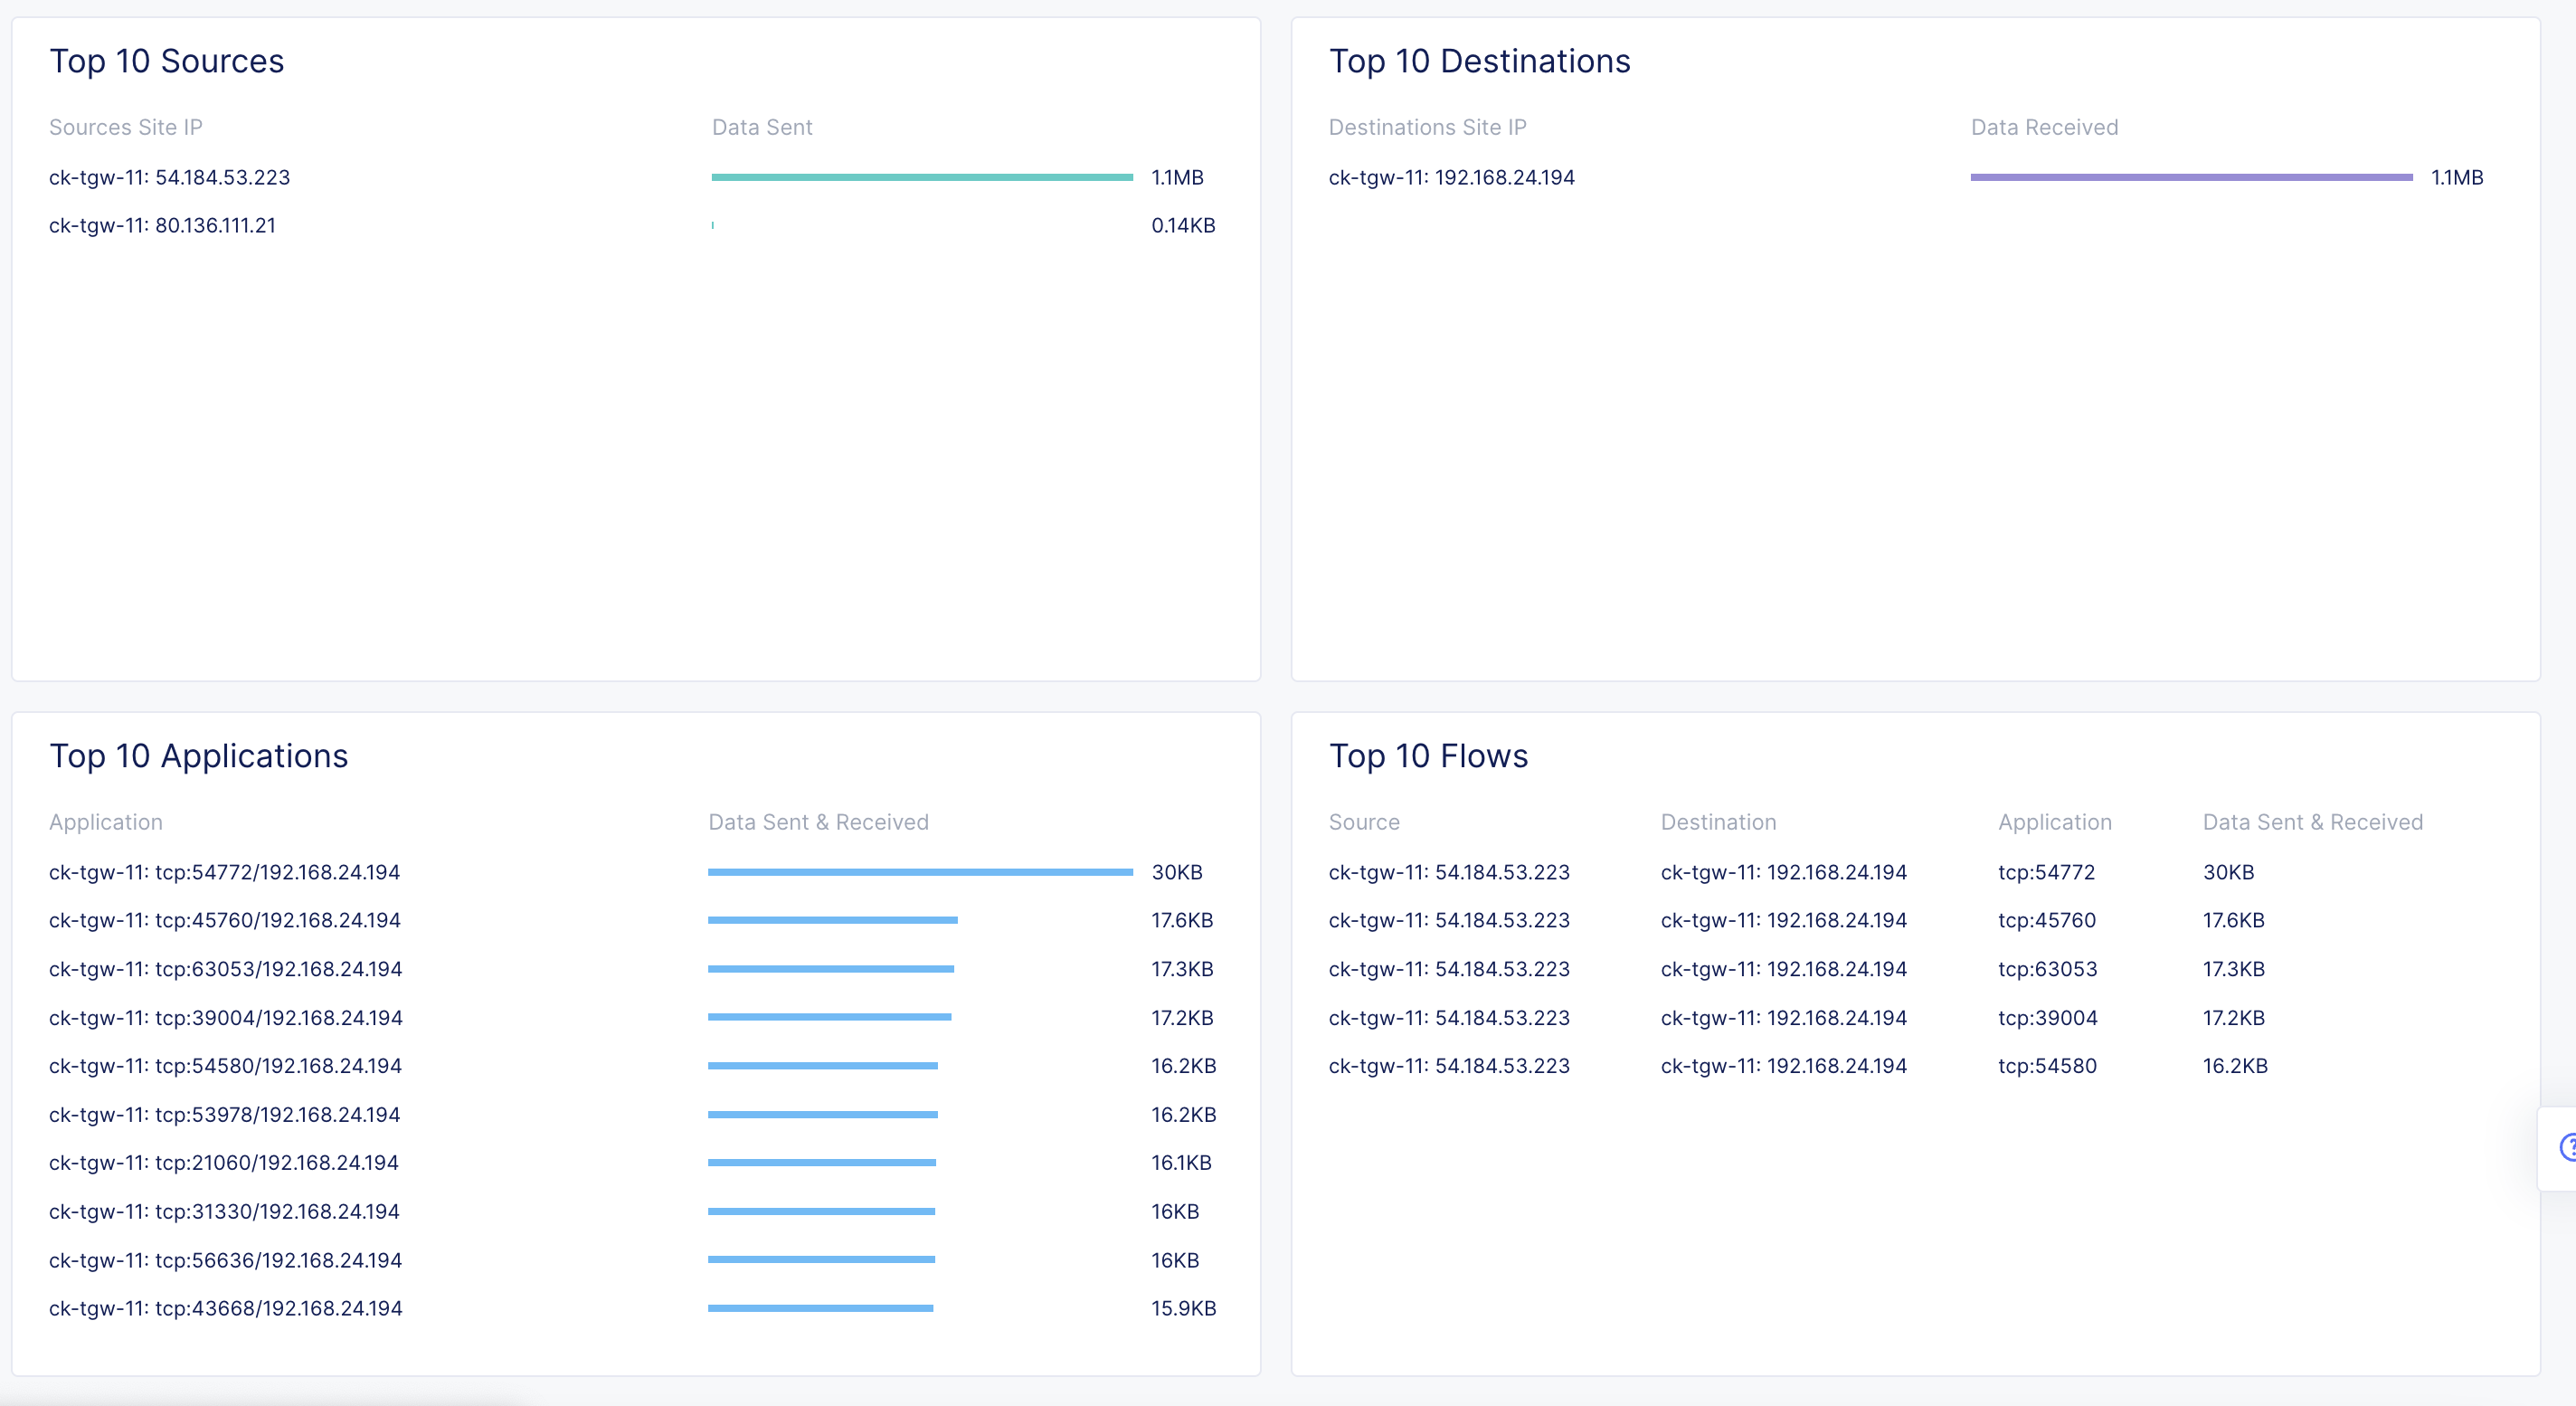 Top 10 Sources
Sources Site IP Data Sent
ck-tgw-11: 54.184.53.223 1.1MB
ck-tgw-11: 80.136.111.21 0.14KB
Top 10 Destinations
Destinations Site IP Data Received
ck-tgw-11: 192.168.24.194 1.1MB
Top 10 Applications
Application Data Sent & Received
ck-tgw-11: tcp:54772/192.168.24.194 30KB
ck-tgw-11: tcp:45760/192.168.24.194 17.6KB
ck-tgw-11: tcp:63053/192.168.24.194 17.3KB
ck-tgw-11: tcp:39004/192.168.24.194 17.2KB
ck-tgw-11: tcp:54580/192.168.24.194 16.2KB
ck-tgw-11: tcp:53978/192.168.24.194 16.2KB
ck-tgw-11: tcp:21060/192.168.24.194 16.1KB
ck-tgw-11: tcp:31330/192.168.24.194 16KB
ck-tgw-11: tcp:56636/192.168.24.194 16KB
ck-tgw-11: tcp:43668/192.168.24.194 15.9KB
Top 10 Flows
Source Destination Application Data Sent & Received
ck-tgw-11: 54.184.53.223 ck-tgw-11: 192.168.24.194 tcp:54772 30KB
ck-tgw-11: 54.184.53.223 ck-tgw-11: 192.168.24.194 tcp:45760 17.6KB
ck-tgw-11: 54.184.53.223 ck-tgw-11: 192.168.24.194 tcp:63053 17.3KB
ck-tgw-11: 54.184.53.223 ck-tgw-11: 192.168.24.194 tcp:39004 17.2KB
ck-tgw-11: 54.184.53.223 ck-tgw-11: 192.168.24.194 tcp:54580 16.2KB
?